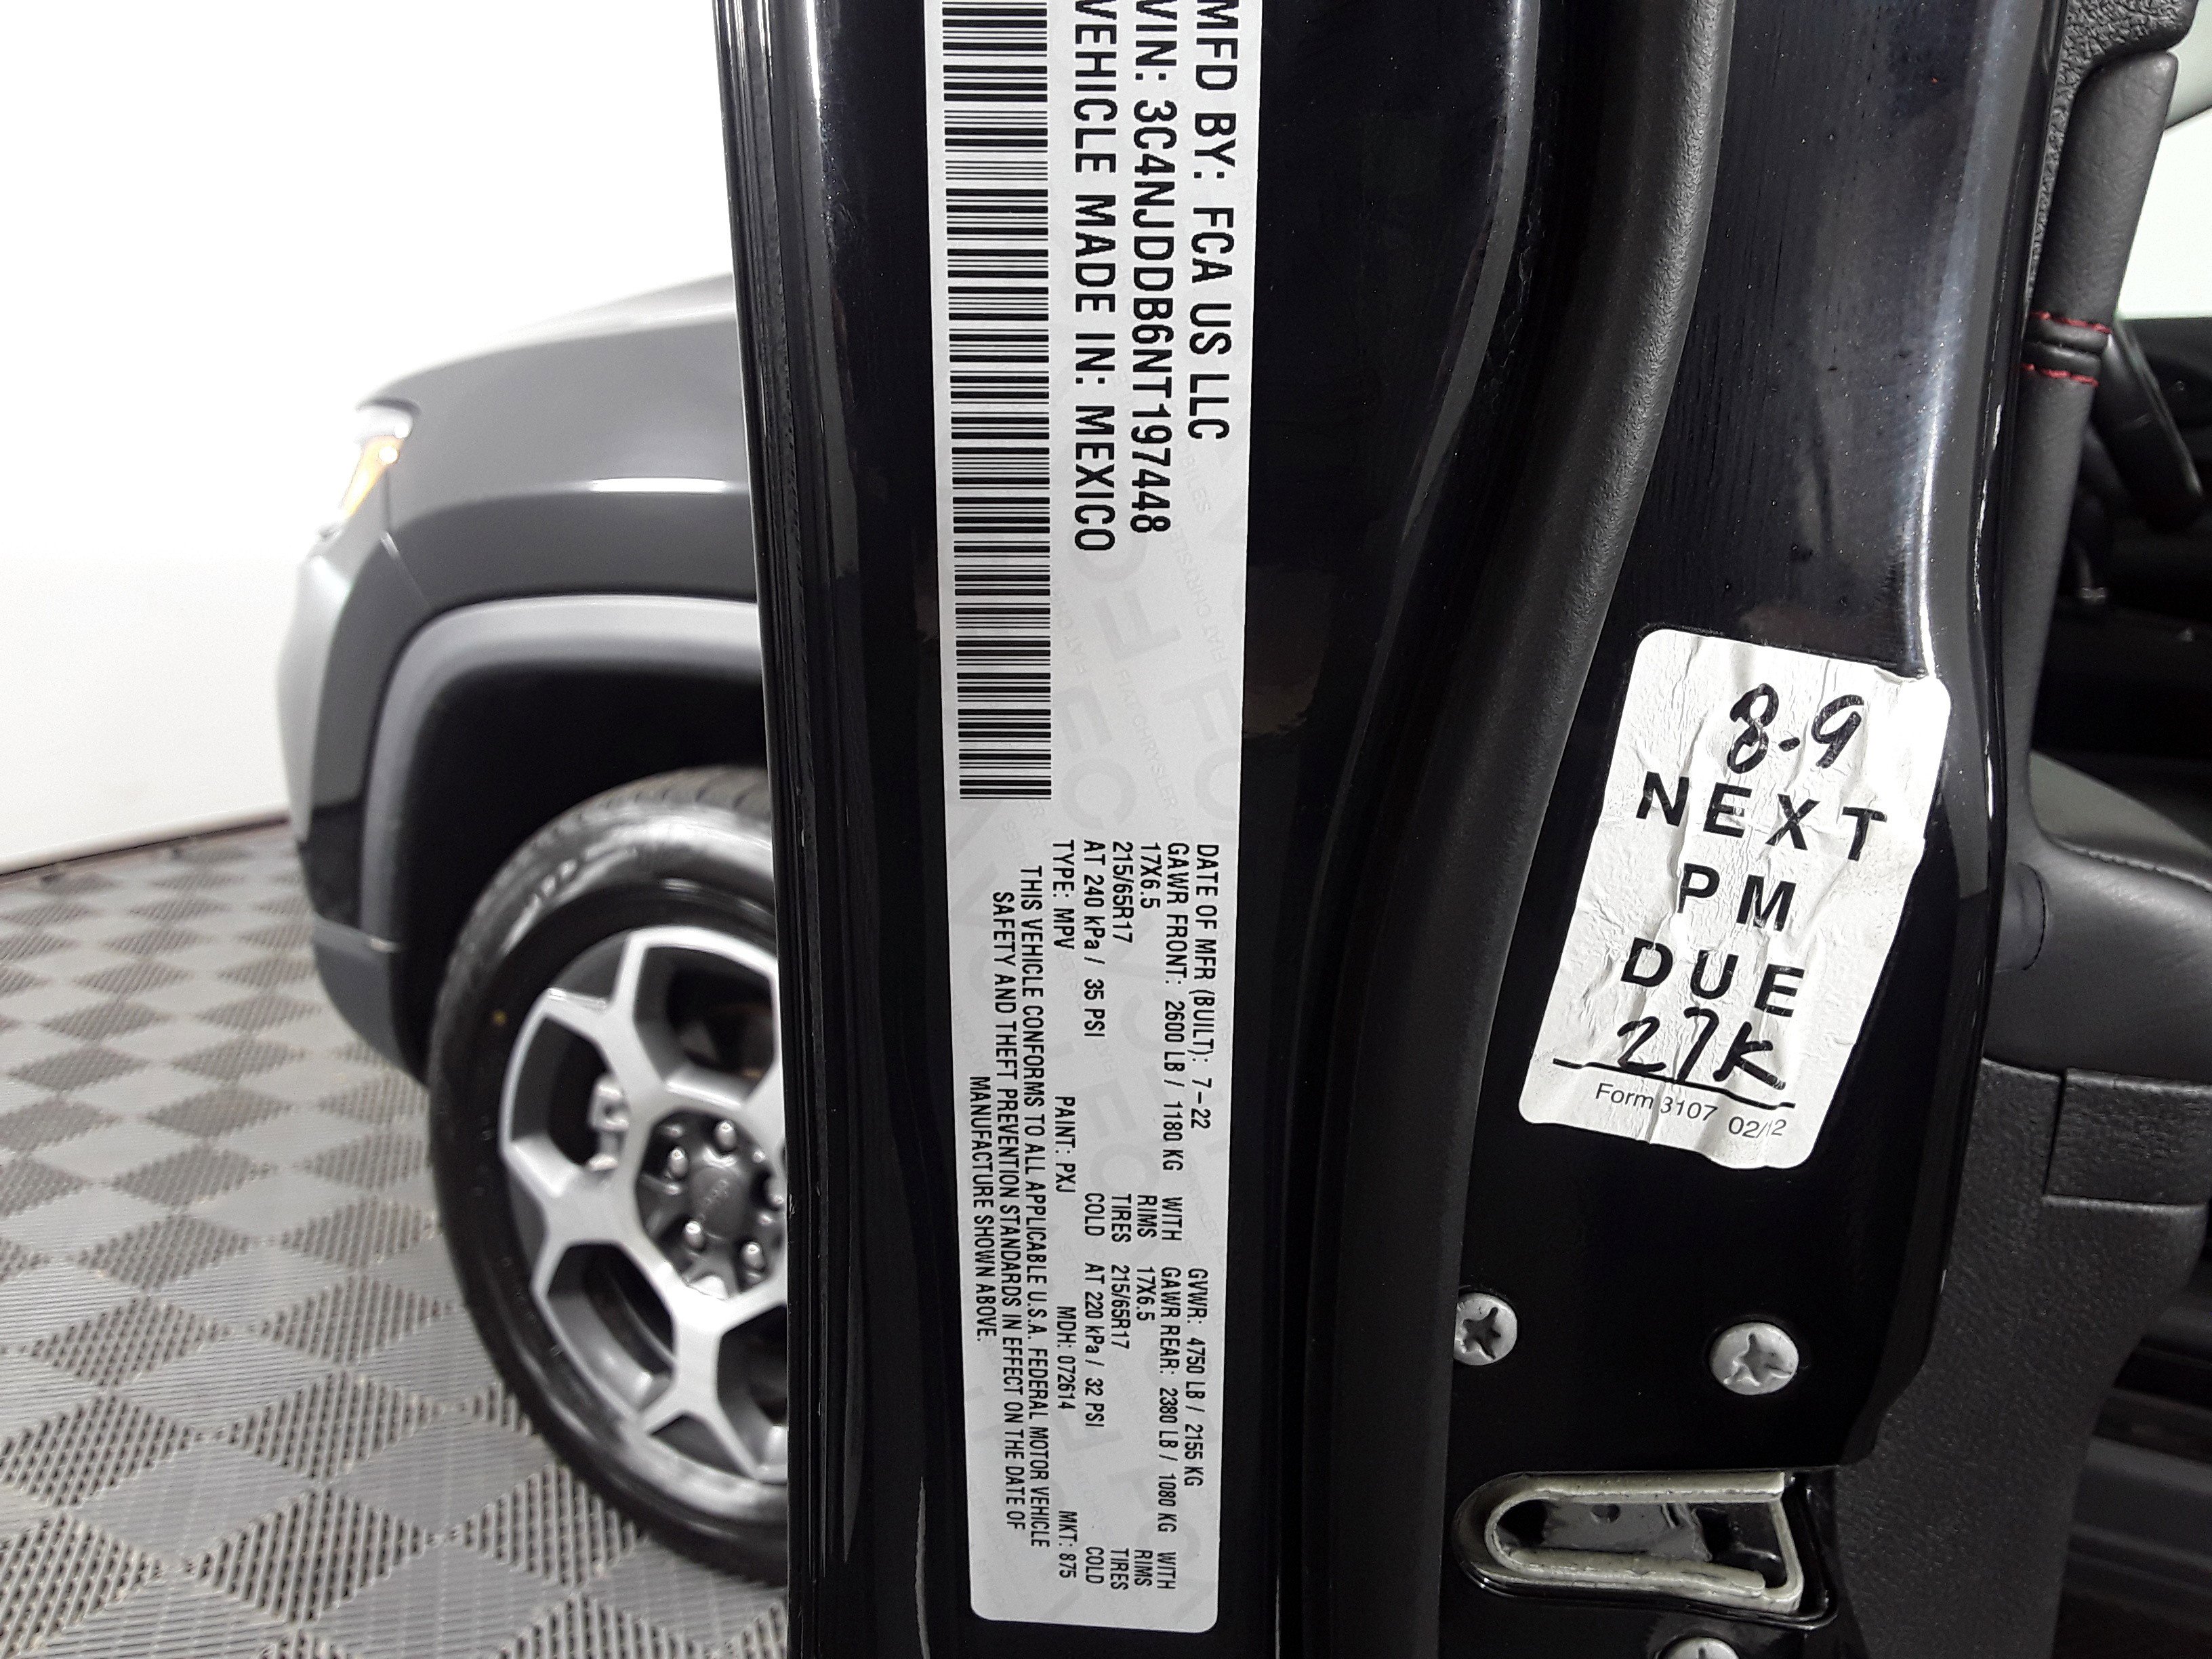 MFD BY: FCA US LLC
VIN: 3C4NJDDB6NT197448
VEHICLE MADE IN: MEXICO
DATE OF MFR (BUILT): 7-22 GVWR: 4750 LB / 2155 KG
GAWR FRONT: 2600 LB / 1180 KG WITH GAWR REAR: 2380 LB / 1080 KG WITH
17X6.5 RIMS 17X6.5 RIMS
215/65R17 TIRES 215/65R17 TIRES
AT 240 kPa / 35 PSI COLD AT 220 kPa / 32 PSI COLD
TYPE: MPV PAINT: PXJ MDH: 072614 MKT: 875
THIS VEHICLE CONFORMS TO ALL APPLICABLE U.S.A. FEDERAL MOTOR VEHICLE
SAFETY AND THEFT PREVENTION STANDARDS IN EFFECT ON THE DATE OF
MANUFACTURE SHOWN ABOVE.
8-9
NEXT
PM
DUE
27K
Form 3107 02/12